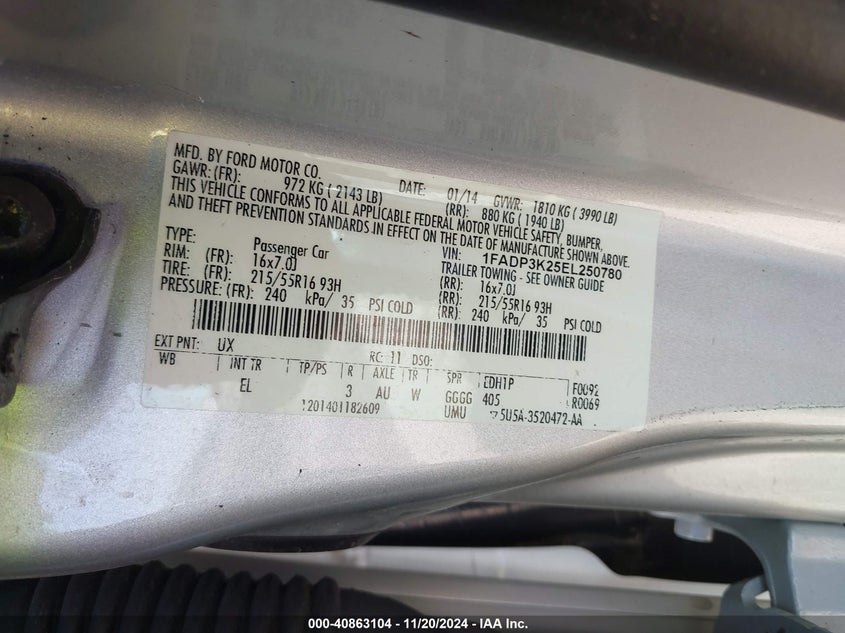 MFD. BY FORD MOTOR CO.
DATE: 01/14 GVWR: 1810 KG ( 3990 LB)
GAWR: (FR): 972 KG ( 2143 LB) (RR): 880 KG ( 1940 LB)
THIS VEHICLE CONFORMS TO ALL APPLICABLE FEDERAL MOTOR VEHICLE SAFETY, BUMPER,
AND THEFT PREVENTION STANDARDS IN EFFECT ON THE DATE OF MANUFACTURE SHOWN ABOVE.
VIN: 1FADP3K25EL250780
TYPE: Passenger Car TRAILER TOWING - SEE OWNER GUIDE
RIM: (FR): 16x7.0J (RR): 16x7.0J
TIRE: (FR): 215/55R16 93H (RR): 215/55R16 93H
PRESSURE: (FR): 240 kPa/ 35 PSI COLD (RR): 240 kPa/ 35 PSI COLD
EXT PNT: UX RC: 11 DSO:
WB INT TR TP/PS R AXLE TR SPR EDH1P F0092
EL 3 AU W GGGG 405 R0069
UMU 5U5A-3520472-AA
000-40863104 - 11/20/2024 - IAA Inc.